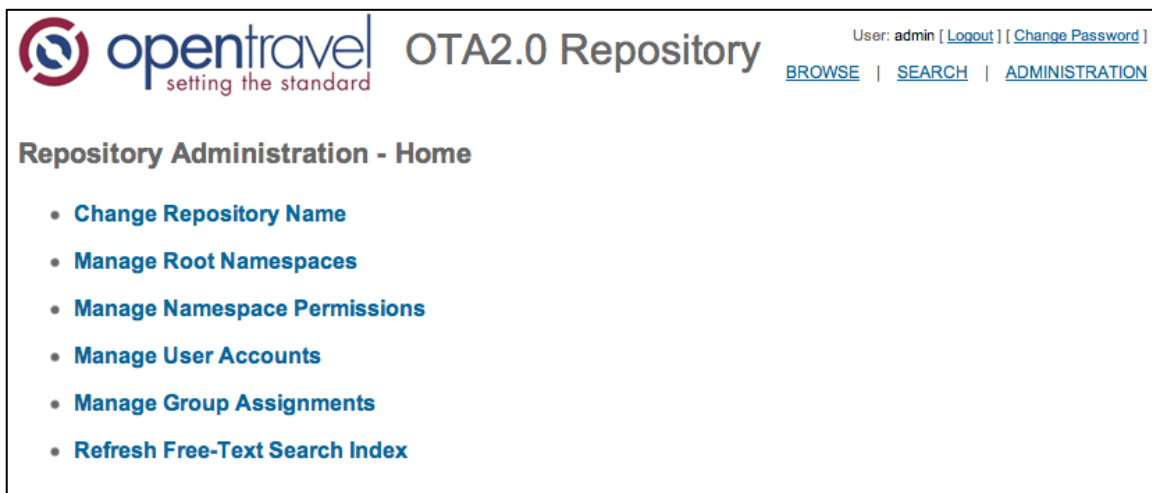 opentravel
setting the standard
OTA2.0 Repository
User: admin [ Logout ] [ Change Password ]
BROWSE | SEARCH | ADMINISTRATION
Repository Administration - Home
• Change Repository Name
• Manage Root Namespaces
• Manage Namespace Permissions
• Manage User Accounts
• Manage Group Assignments
• Refresh Free-Text Search Index